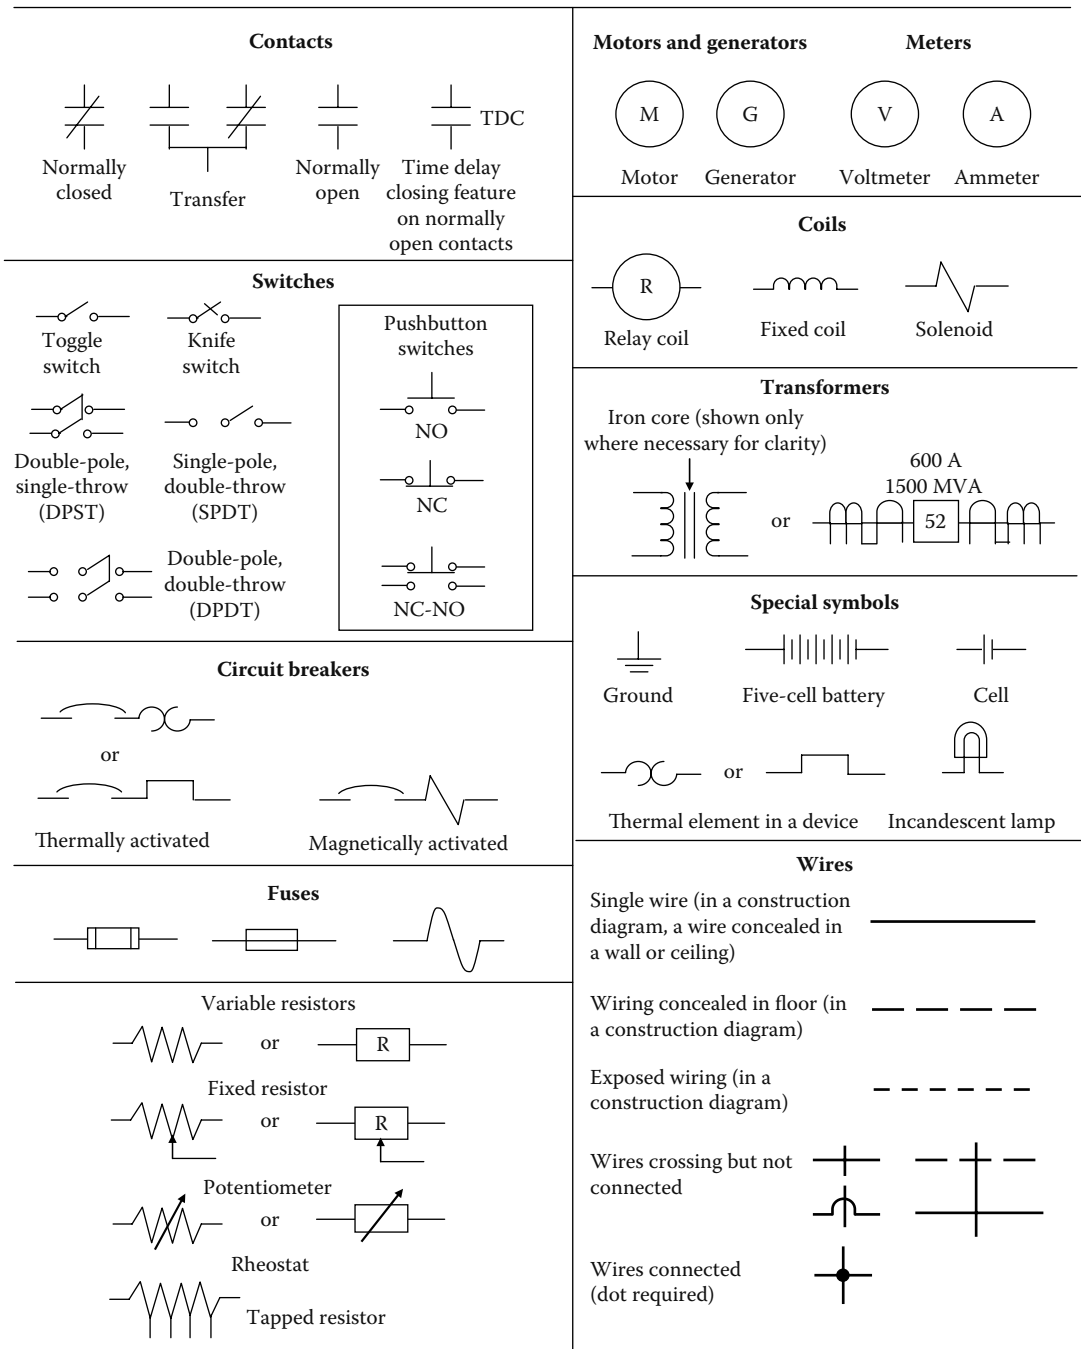 Contacts
TDC
Normally
closed
Transfer
Normally
open
Time delay
closing feature
on normally
open contacts
Switches
Toggle
switch
Knife
switch
Double-pole,
single-throw
(DPST)
Single-pole,
double-throw
(SPDT)
Double-pole,
double-throw
(DPDT)
Pushbutton
switches
NO
NC
NC-NO
Circuit breakers
or
Thermally activated
Magnetically activated
Fuses
Variable resistors
or
R
Fixed resistor
or
R
Potentiometer
or
Rheostat
Tapped resistor
Motors and generators
Meters
M
G
V
A
Motor
Generator
Voltmeter
Ammeter
Coils
R
Relay coil
Fixed coil
Solenoid
Transformers
Iron core (shown only
where necessary for clarity)
or
600 A
1500 MVA
52
Special symbols
Ground
Five-cell battery
Cell
or
Thermal element in a device
Incandescent lamp
Wires
Single wire (in a construction
diagram, a wire concealed in
a wall or ceiling)
Wiring concealed in floor (in
a construction diagram)
Exposed wiring (in a
construction diagram)
Wires crossing but not
connected
Wires connected
(dot required)